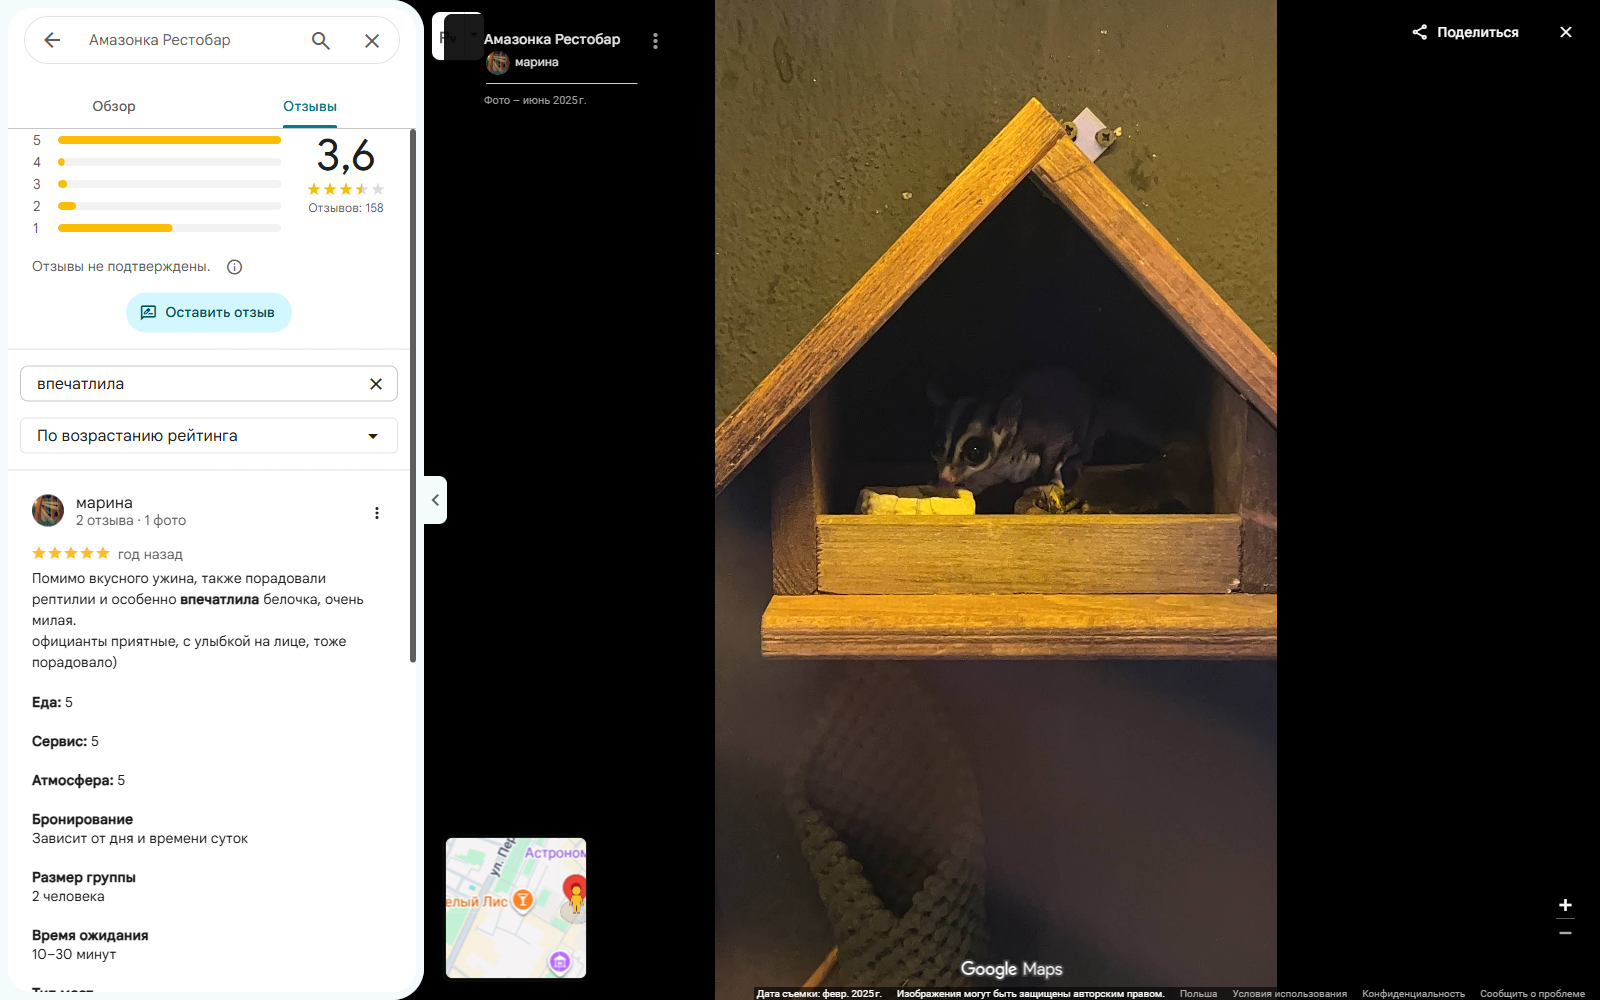 Амазонка Рестобар
Обзор
Отзывы
5
4
3
2
1
3,6
Отзывов: 158
Отзывы не подтверждены.
Оставить отзыв
впечатлила
По возрастанию рейтинга
марина
2 отзыва · 1 фото
год назад
Помимо вкусного ужина, также порадовали
рептилии и особенно впечатлила белочка, очень
милая.
официанты приятные, с улыбкой на лице, тоже
порадовало)
Еда: 5
Сервис: 5
Атмосфера: 5
Бронирование
Зависит от дня и времени суток
Размер группы
2 человека
Время ожидания
10–30 минут
Амазонка Рестобар
марина
Фото – июнь 2025 г.
Поделиться
ул. Пер
Астроном
елый Лис
Google Maps
Дата съемки: февр. 2025 г.
Изображения могут быть защищены авторским правом.
Польша
Условия использования
Конфиденциальность
Сообщить о проблеме